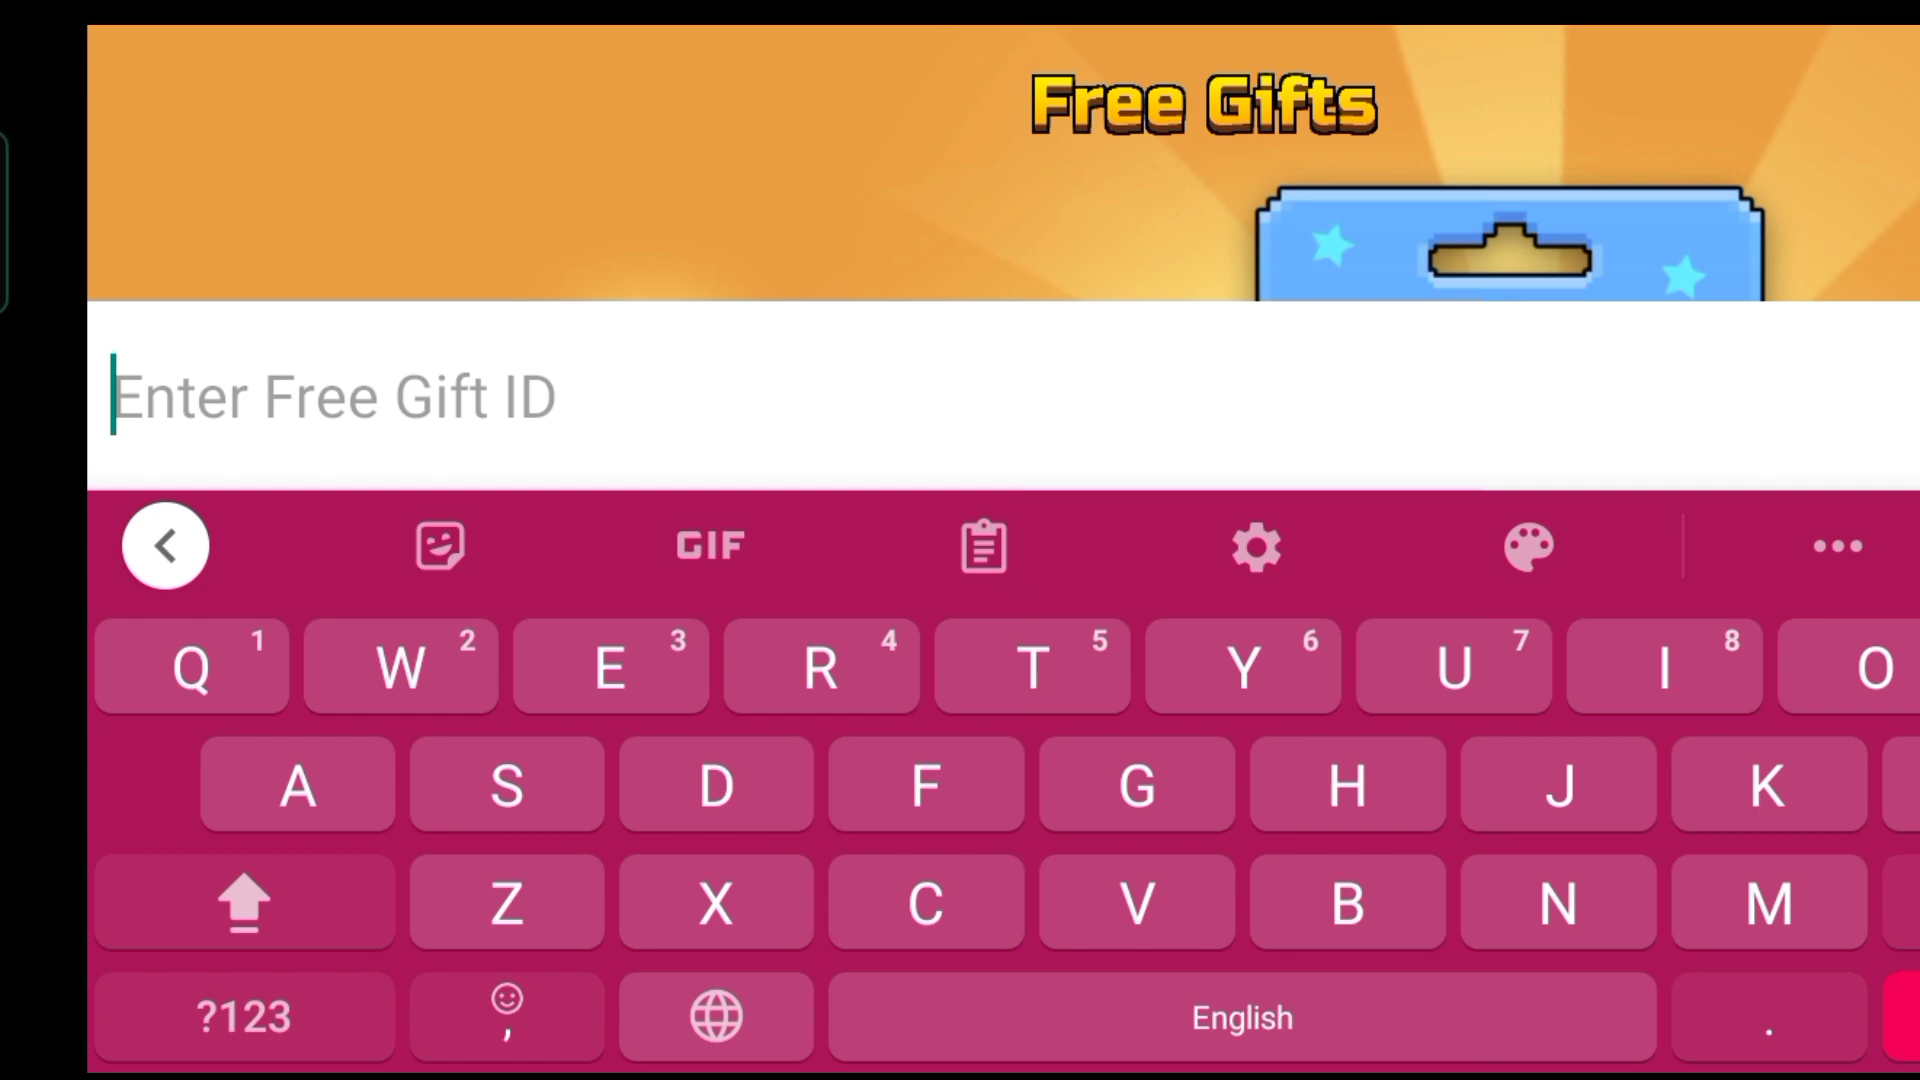 Free Gifts
Enter Free Gift ID
GIF
Q 1 W 2 E 3 R 4 T 5 Y 6 U 7 I 8 O
A S D F G H J K
Z X C V B N M
?123 , English .